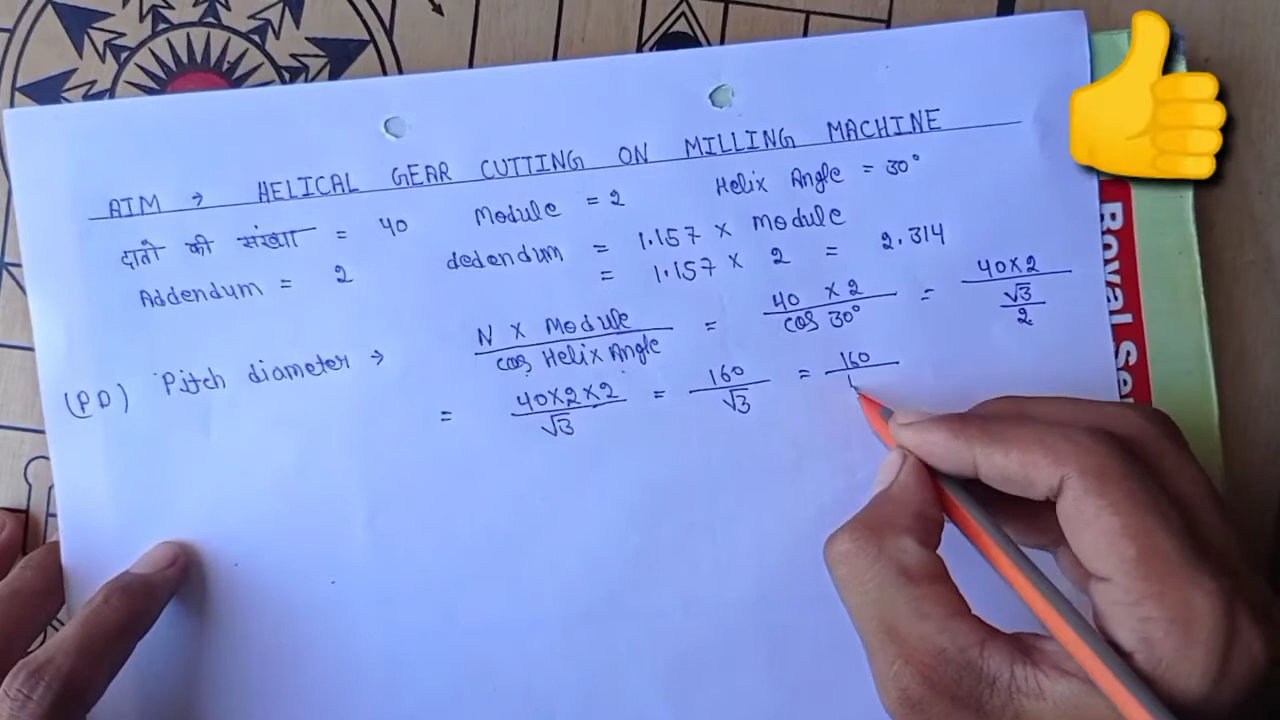 AIM → HELICAL GEAR CUTTING ON MILLING MACHINE
दातो की संख्या = 40 Module = 2 Helix Angle = 30°
Addendum = 2 dedendum = 1.157 × module
= 1.157 × 2 = 2.314
(PD) Pitch diameter → N × Module / cos Helix Angle = 40 × 2 / cos 30° = 40×2 / √3/2
= 40×2×2 / √3 = 160 / √3 = 160 / 1
Royal Se